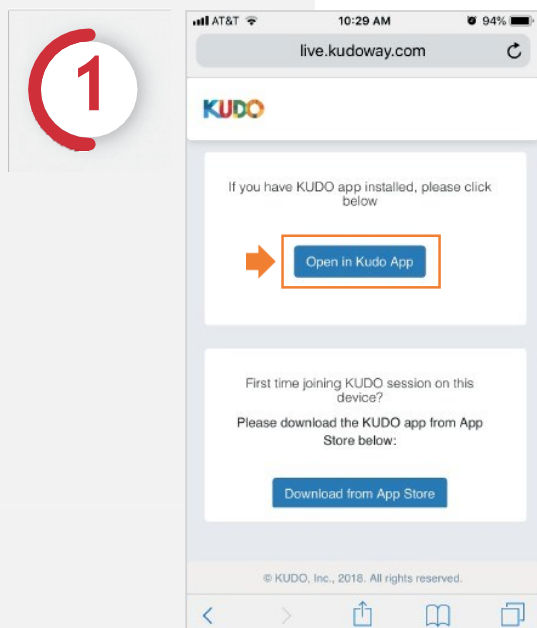 1
AT&T 10:29 AM 94%
live.kudoway.com
KUDO
If you have KUDO app installed, please click
below
Open in Kudo App
First time joining KUDO session on this
device?
Please download the KUDO app from App
Store below:
Download from App Store
© KUDO, Inc., 2018. All rights reserved.